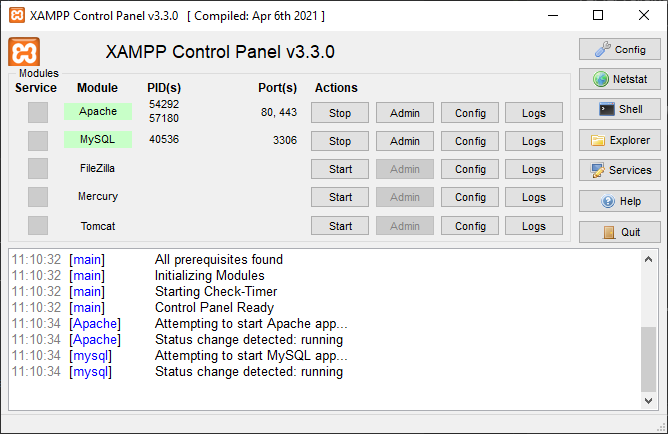 XAMPP Control Panel v3.3.0 [ Compiled: Apr 6th 2021 ]
XAMPP Control Panel v3.3.0
Config
Modules
Service Module PID(s) Port(s) Actions
Netstat
Apache 54292 57180 80, 443 Stop Admin Config Logs
Shell
MySQL 40536 3306 Stop Admin Config Logs
Explorer
FileZilla Start Admin Config Logs
Services
Mercury Start Admin Config Logs
Help
Tomcat Start Admin Config Logs
Quit
11:10:32 [main] All prerequisites found
11:10:32 [main] Initializing Modules
11:10:32 [main] Starting Check-Timer
11:10:32 [main] Control Panel Ready
11:10:34 [Apache] Attempting to start Apache app...
11:10:34 [Apache] Status change detected: running
11:10:34 [mysql] Attempting to start MySQL app...
11:10:34 [mysql] Status change detected: running